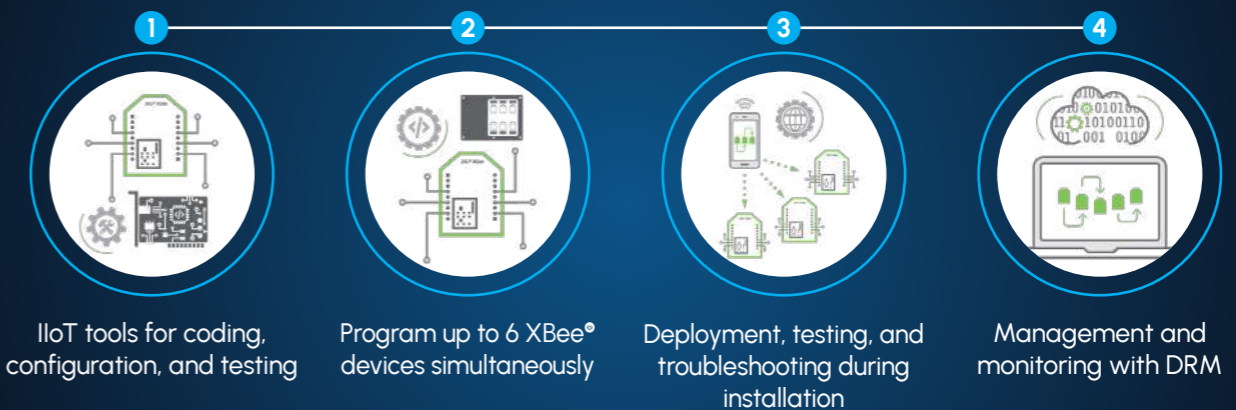 1
2
3
4
IIoT tools for coding,
configuration, and testing
Program up to 6 XBee®
devices simultaneously
Deployment, testing, and
troubleshooting during
installation
Management and
monitoring with DRM